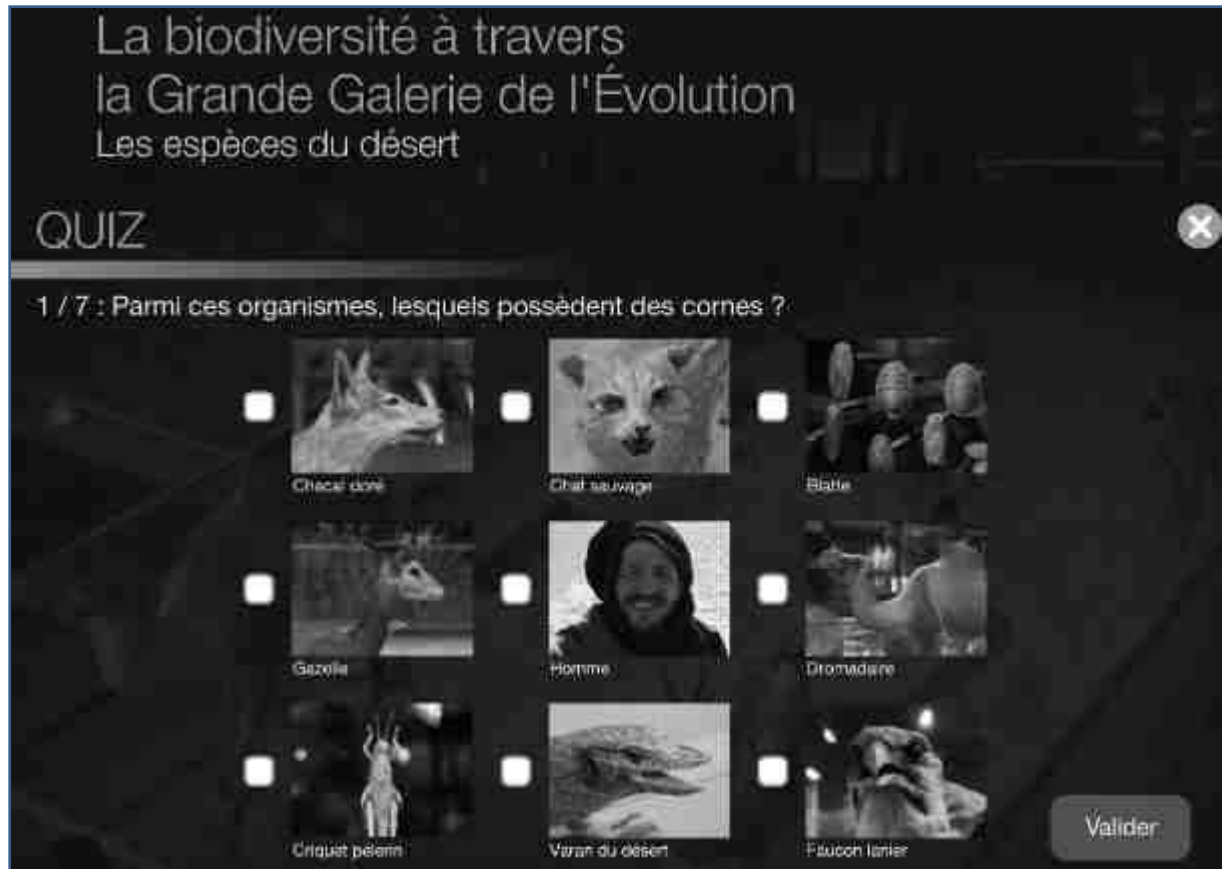 La biodiversité à travers
la Grande Galerie de l'Évolution
Les espèces du désert
QUIZ
1 / 7 : Parmi ces organismes, lesquels possèdent des cornes ?
Chacal doré
Chat sauvage
Blatte
Gazelle
Homme
Dromadaire
Criquet pèlerin
Varan du désert
Faucon lanier
Valider